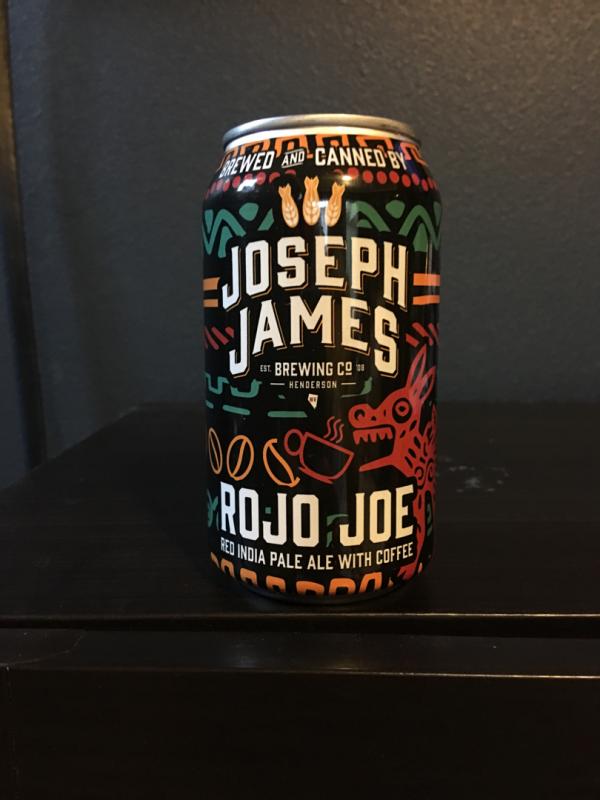 BREWED AND CANNED BY
JOSEPH
JAMES
EST. BREWING CO '08
HENDERSON
NV
ROJO JOE
RED INDIA PALE ALE WITH COFFEE